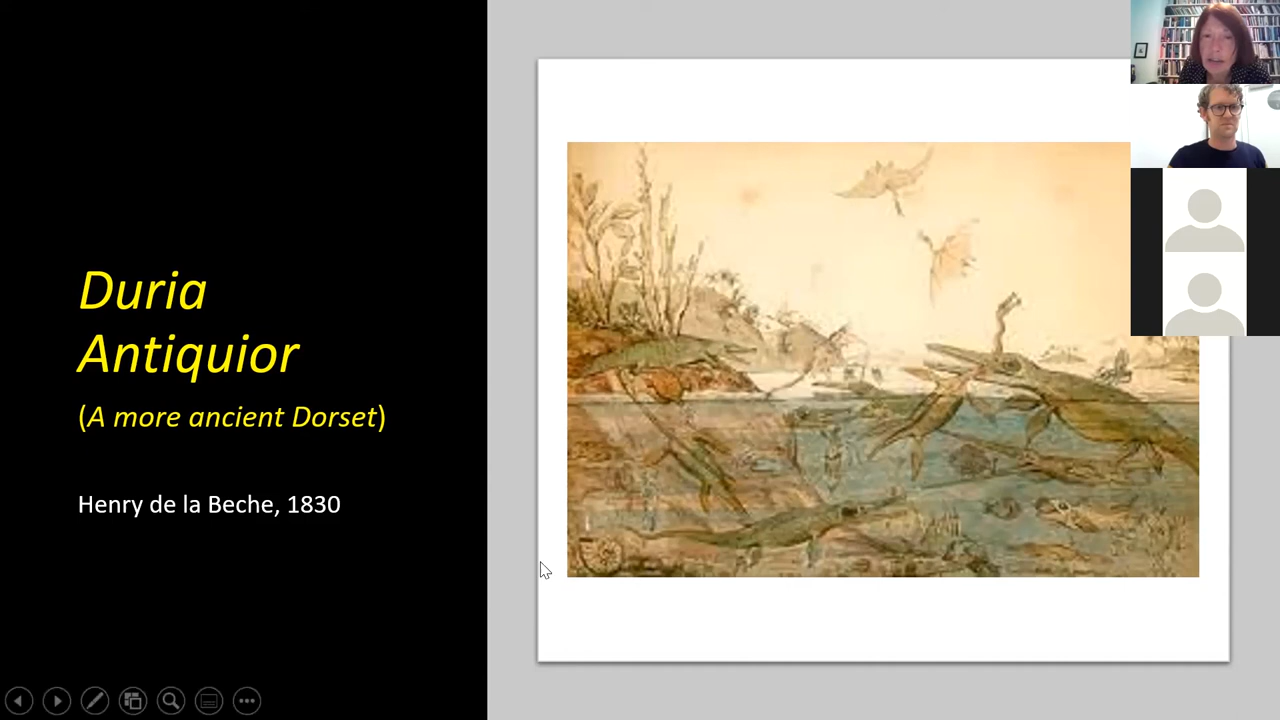 Duria
Antiquior
(A more ancient Dorset)
Henry de la Beche, 1830